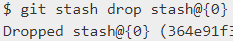 $ git stash drop stash@{0}
Dropped stash@{0} (364e91f3